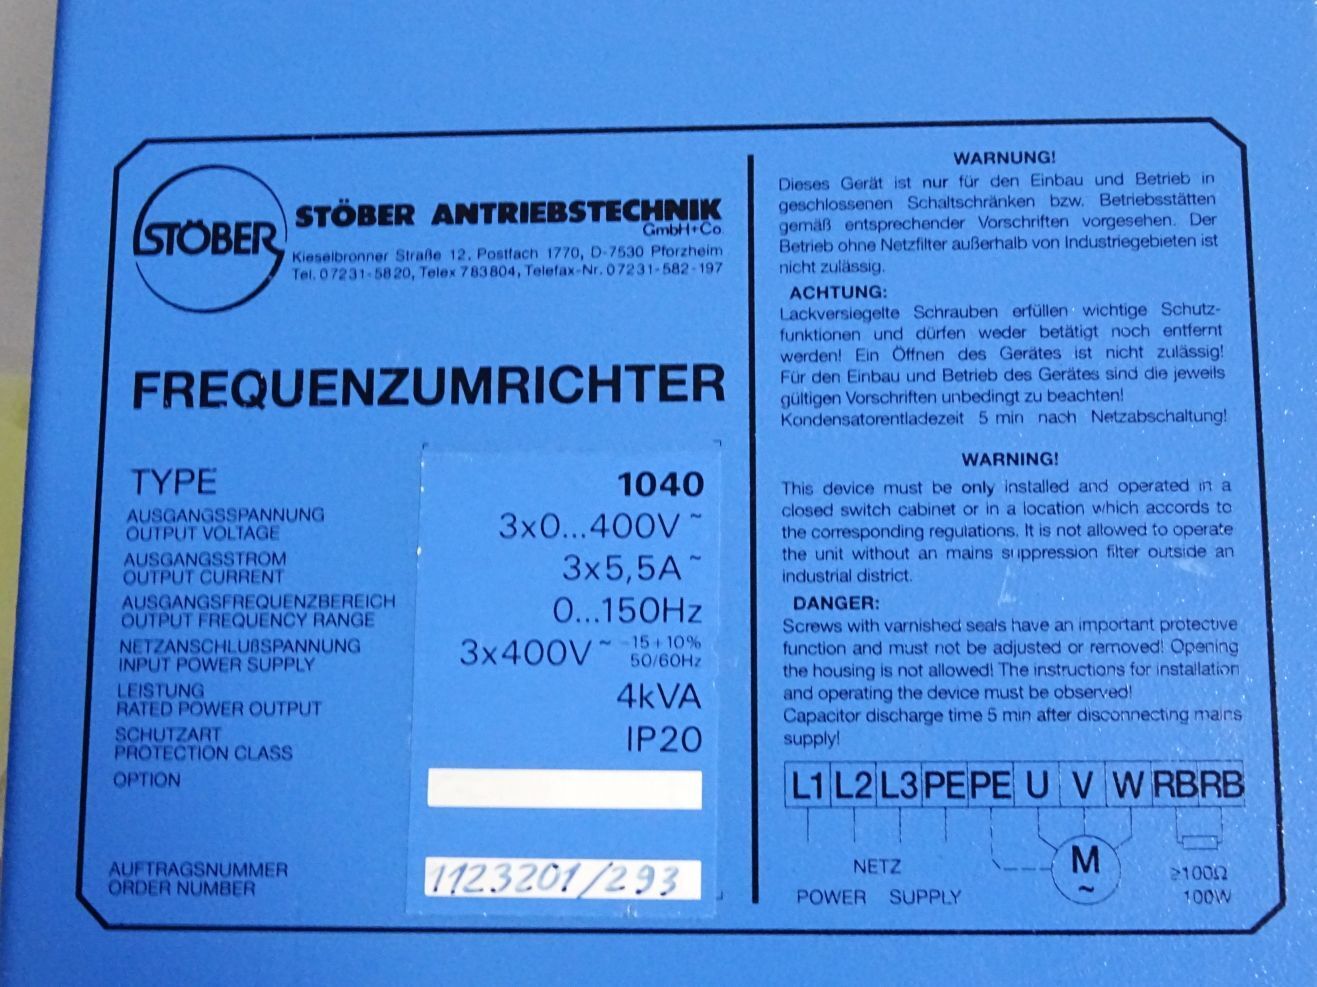 STÖBER
STÖBER ANTRIEBSTECHNIK
GmbH+Co.
Kieselbronner Straße 12, Postfach 1770, D-7530 Pforzheim
Tel. 07231-5820, Telex 783804, Telefax-Nr. 07231-582-197
FREQUENZUMRICHTER
TYPE 1040
AUSGANGSSPANNUNG
OUTPUT VOLTAGE 3x0...400V~
AUSGANGSSTROM
OUTPUT CURRENT 3x5,5A~
AUSGANGSFREQUENZBEREICH
OUTPUT FREQUENCY RANGE 0...150Hz
NETZANSCHLUßSPANNUNG
INPUT POWER SUPPLY 3x400V~ -15+10% 50/60Hz
LEISTUNG
RATED POWER OUTPUT 4kVA
SCHUTZART
PROTECTION CLASS IP20
OPTION
AUFTRAGSNUMMER
ORDER NUMBER 1123201/293
WARNUNG!
Dieses Gerät ist nur für den Einbau und Betrieb in
geschlossenen Schaltschränken bzw. Betriebsstätten
gemäß entsprechender Vorschriften vorgesehen. Der
Betrieb ohne Netzfilter außerhalb von Industriegebieten ist
nicht zulässig.
ACHTUNG:
Lackversiegelte Schrauben erfüllen wichtige Schutz-
funktionen und dürfen weder betätigt noch entfernt
werden! Ein Öffnen des Gerätes ist nicht zulässig!
Für den Einbau und Betrieb des Gerätes sind die jeweils
gültigen Vorschriften unbedingt zu beachten!
Kondensatorentladezeit 5 min nach Netzabschaltung!
WARNING!
This device must be only installed and operated in a
closed switch cabinet or in a location which accords to
the corresponding regulations. It is not allowed to operate
the unit without an mains suppression filter outside an
industrial district.
DANGER:
Screws with varnished seals have an important protective
function and must not be adjusted or removed! Opening
the housing is not allowed! The instructions for installation
and operating the device must be observed!
Capacitor discharge time 5 min after disconnecting mains
supply!
L1 L2 L3 PE PE U V W RB RB
NETZ
POWER SUPPLY
M
~
≥100Ω
100W